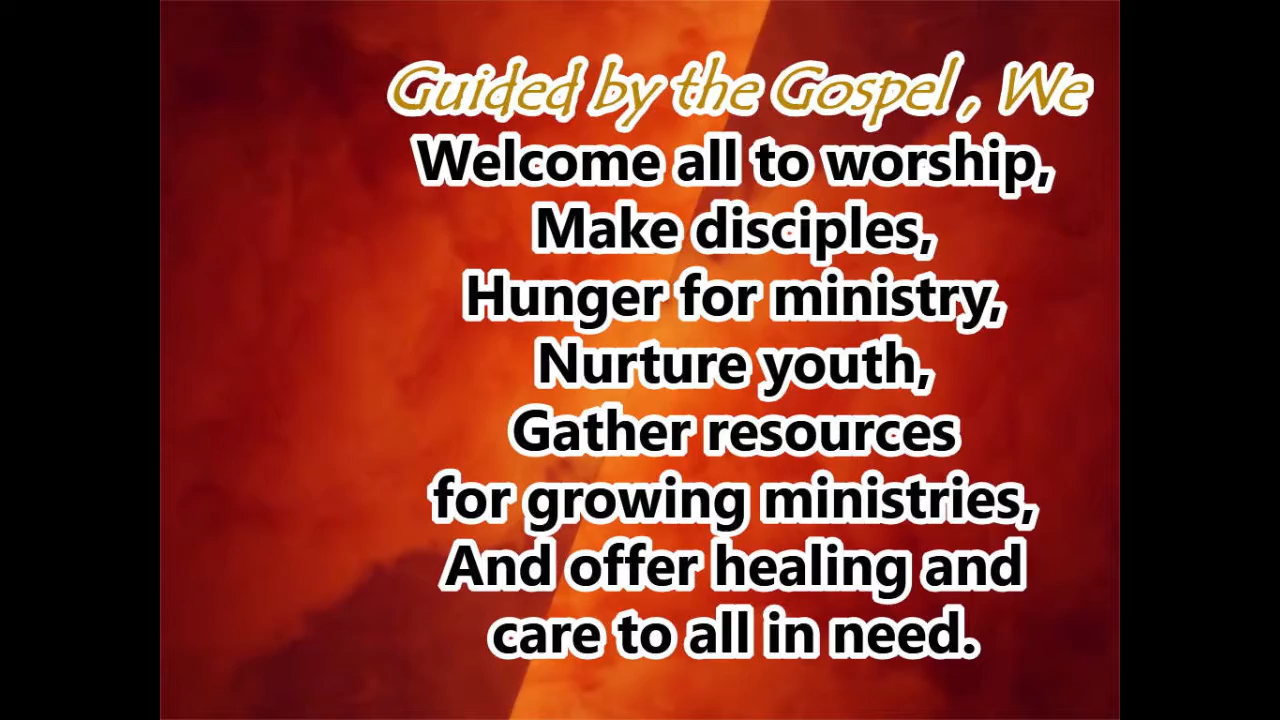 Guided by the Gospel , We
Welcome all to worship,
Make disciples,
Hunger for ministry,
Nurture youth,
Gather resources
for growing ministries,
And offer healing and
care to all in need.